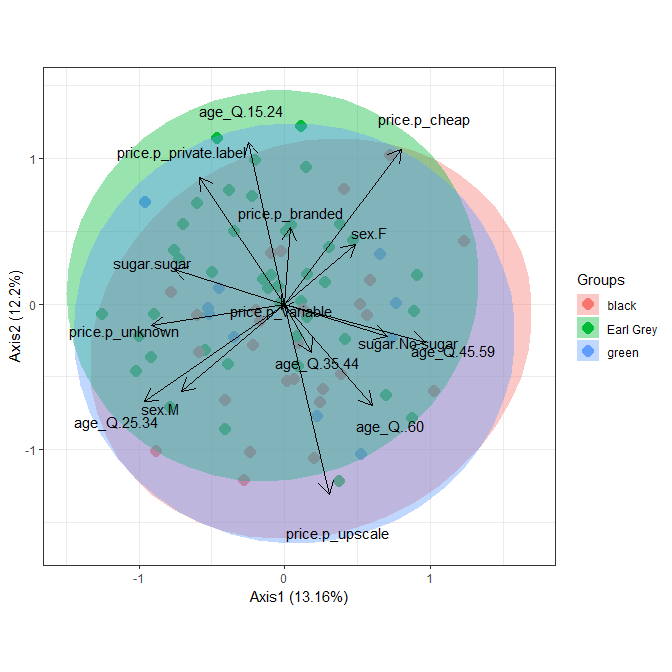 age_Q.15.24
price.p_cheap
price.p_private.label
price.p_branded
sex.F
sugar.sugar
price.p_variable
price.p_unknown
sugar.No.sugar
age_Q.45.59
age_Q.35.44
sex.M
age_Q.25.34
age_Q..60
price.p_upscale
1
0
-1
-1
0
1
Axis1 (13.16%)
Axis2 (12.2%)
Groups
black
Earl Grey
green